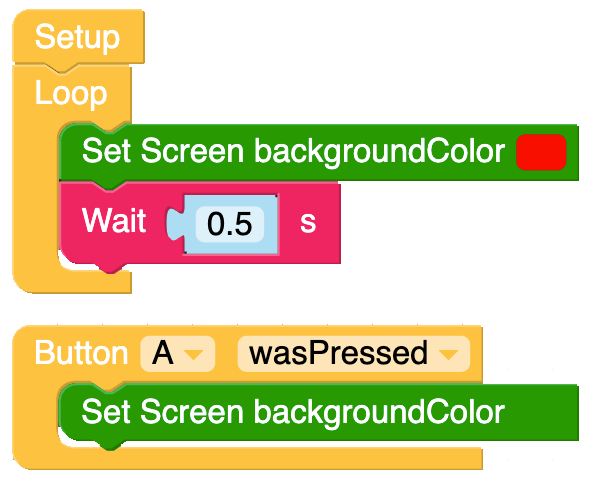 Setup
Loop
Set Screen backgroundColor
Wait 0.5 s
Button A wasPressed
Set Screen backgroundColor